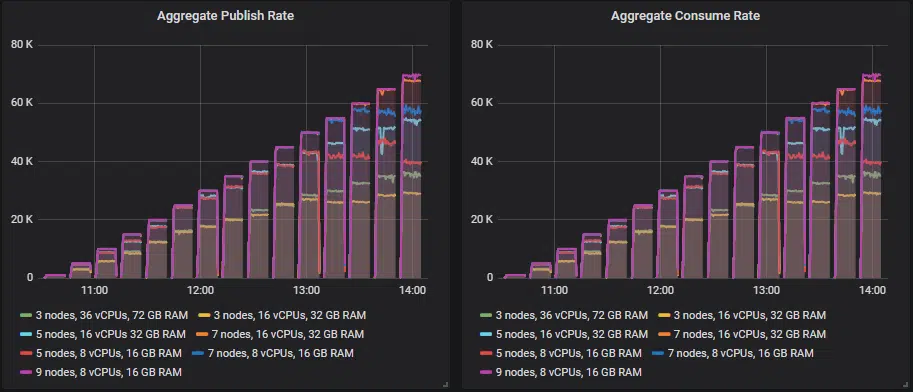 Aggregate Publish Rate
80 K
60 K
40 K
20 K
0
11:00 12:00 13:00 14:00
3 nodes, 36 vCPUs, 72 GB RAM 3 nodes, 16 vCPUs, 32 GB RAM
5 nodes, 16 vCPUs 32 GB RAM 7 nodes, 16 vCPUs, 32 GB RAM
5 nodes, 8 vCPUs, 16 GB RAM 7 nodes, 8 vCPUs, 16 GB RAM
9 nodes, 8 vCPUs, 16 GB RAM
Aggregate Consume Rate
80 K
60 K
40 K
20 K
0
11:00 12:00 13:00 14:00
3 nodes, 36 vCPUs, 72 GB RAM 3 nodes, 16 vCPUs, 32 GB RAM
5 nodes, 16 vCPUs, 32 GB RAM 7 nodes, 16 vCPUs, 32 GB RAM
5 nodes, 8 vCPUs, 16 GB RAM 7 nodes, 8 vCPUs, 16 GB RAM
9 nodes, 8 vCPUs, 16 GB RAM